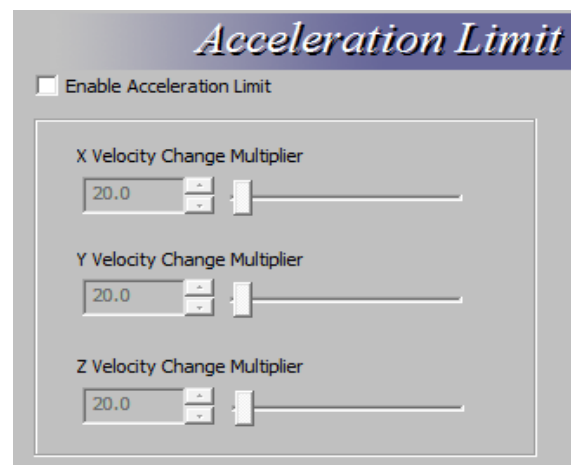 Acceleration Limit
Enable Acceleration Limit
X Velocity Change Multiplier
20.0
Y Velocity Change Multiplier
20.0
Z Velocity Change Multiplier
20.0